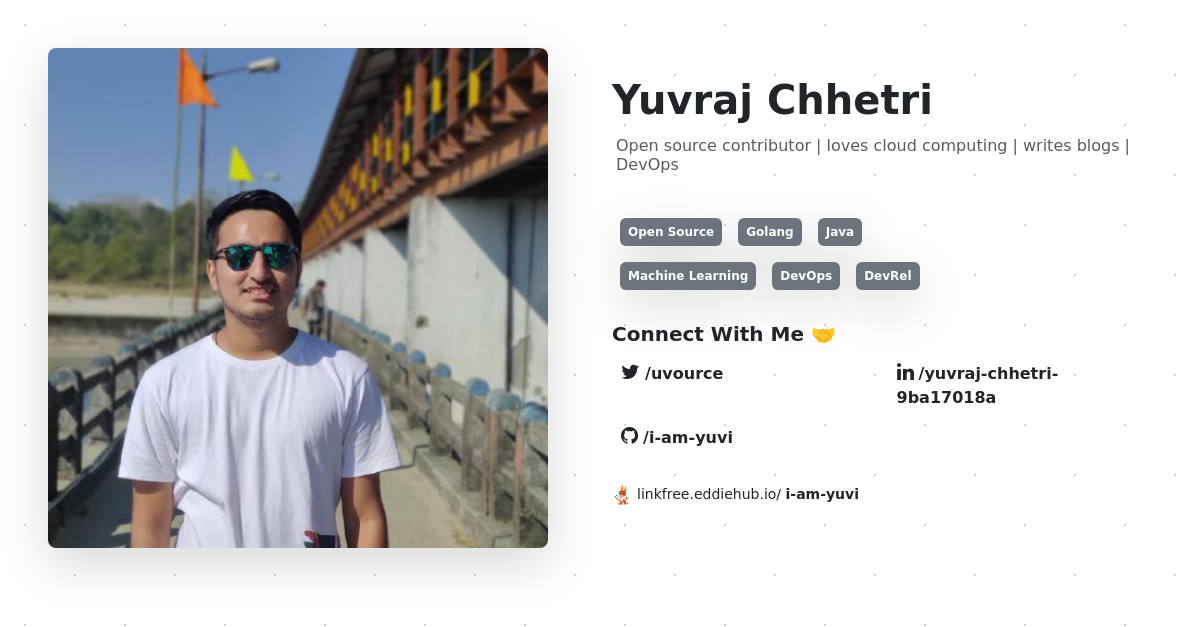 Yuvraj Chhetri
Open source contributor | loves cloud computing | writes blogs |
DevOps
Open Source Golang Java
Machine Learning DevOps DevRel
Connect With Me 🤝
/uvource
/yuvraj-chhetri-
9ba17018a
/i-am-yuvi
linkfree.eddiehub.io/ i-am-yuvi